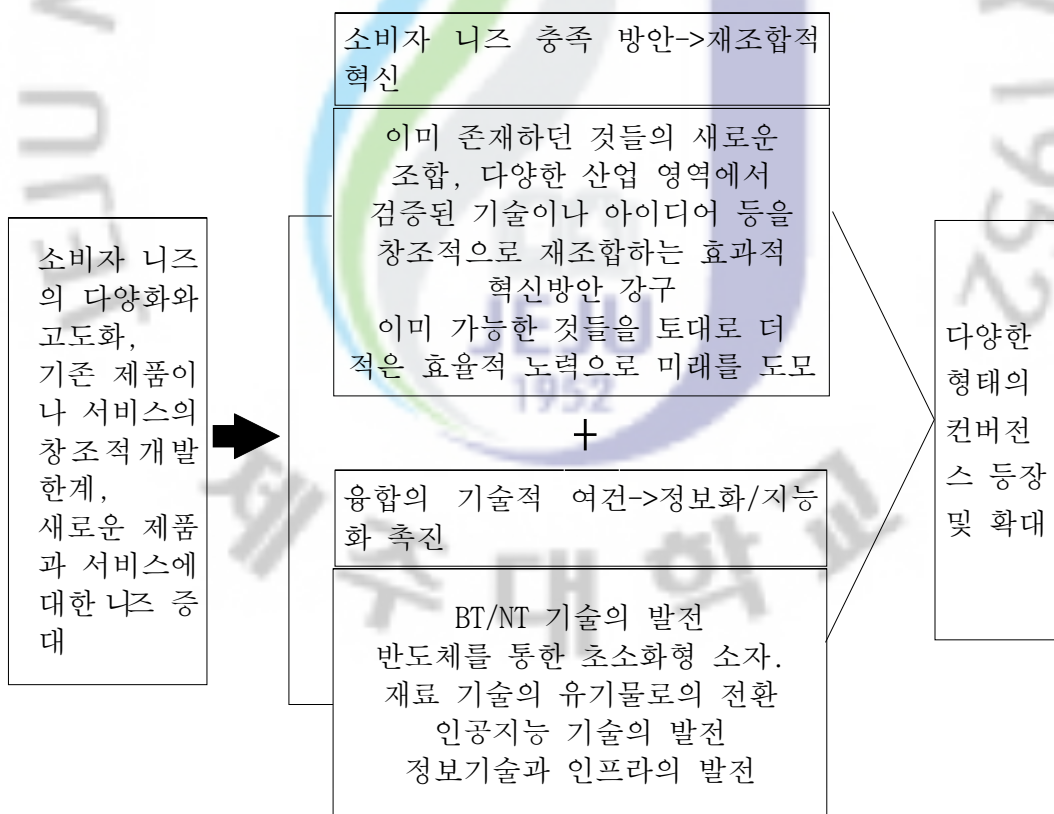 소비자 니즈
의 다양화와
고도화,
기존 제품이
나 서비스의
창조적개발
한계,
새로운 제품
과 서비스에
대한 니즈 증
대
소비자 니즈 충족 방안->재조합적
혁신
이미 존재하던 것들의 새로운
조합, 다양한 산업 영역에서
검증된 기술이나 아이디어 등을
창조적으로 재조합하는 효과적
혁신방안 강구
이미 가능한 것들을 토대로 더
적은 효율적 노력으로 미래를 도모
+
융합의 기술적 여건->정보화/지능
화 촉진
BT/NT 기술의 발전
반도체를 통한 초소화형 소자.
재료 기술의 유기물로의 전환
인공지능 기술의 발전
정보기술과 인프라의 발전
다양한
형태의
컨버전
스 등장
및 확대
JEJU
1952
제주대학교
1952